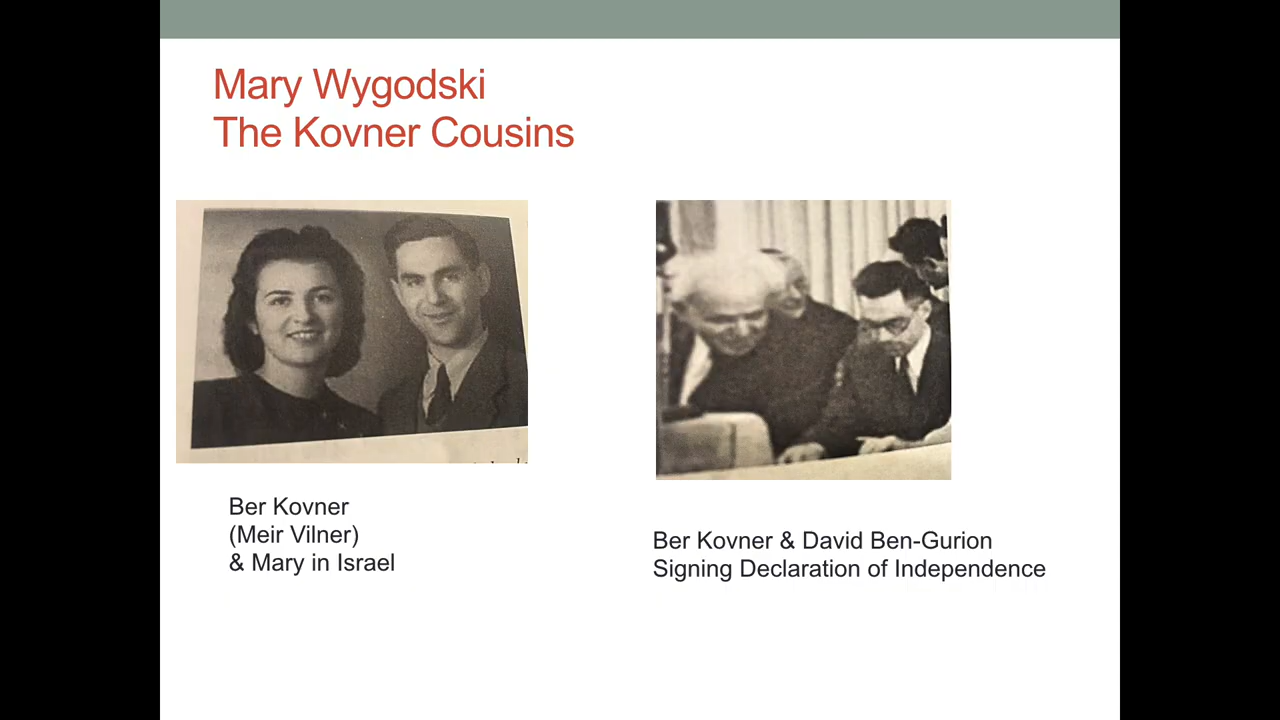 Mary Wygodski
The Kovner Cousins
Ber Kovner
(Meir Vilner)
& Mary in Israel
Ber Kovner & David Ben-Gurion
Signing Declaration of Independence